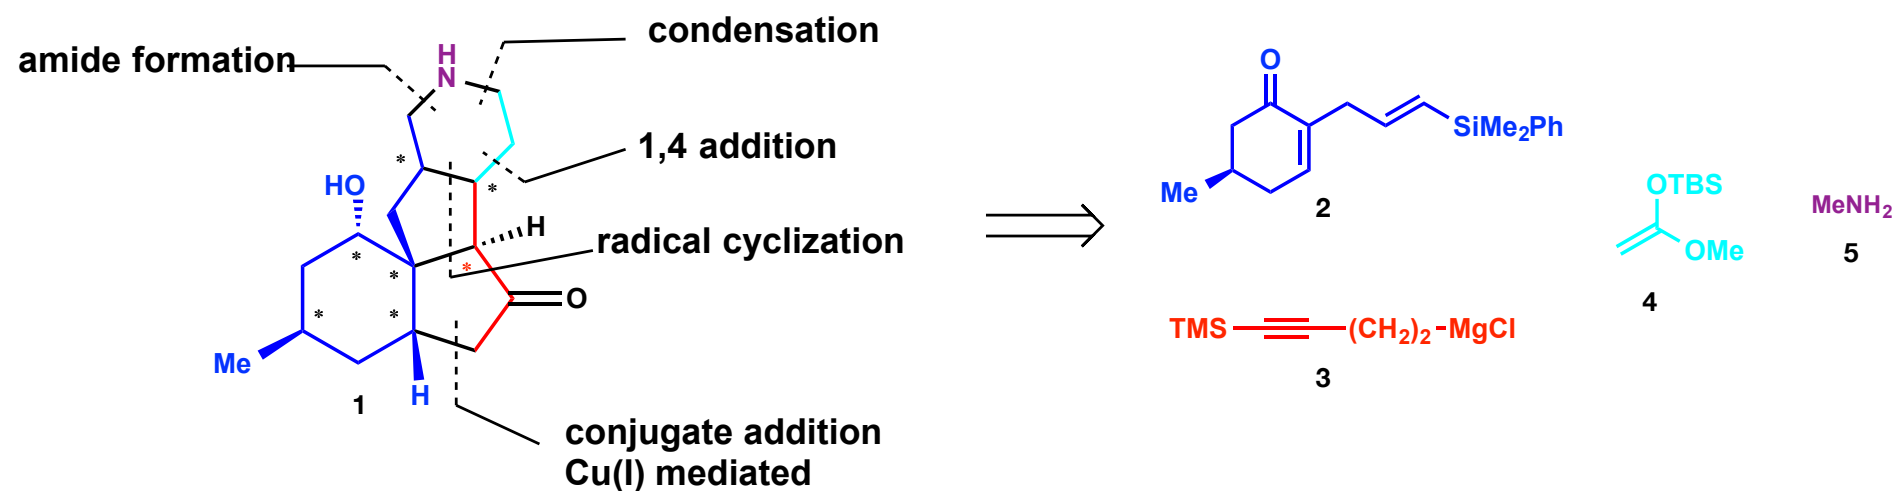 condensation
amide formation
H
N
1,4 addition
*
*
HO
H
radical cyclization
*
*
*
O
*
*
Me
H
1
conjugate addition
Cu(I) mediated
O
SiMe2Ph
Me
2
OTBS
OMe
4
MeNH2
5
TMS
(CH2)2-MgCl
3